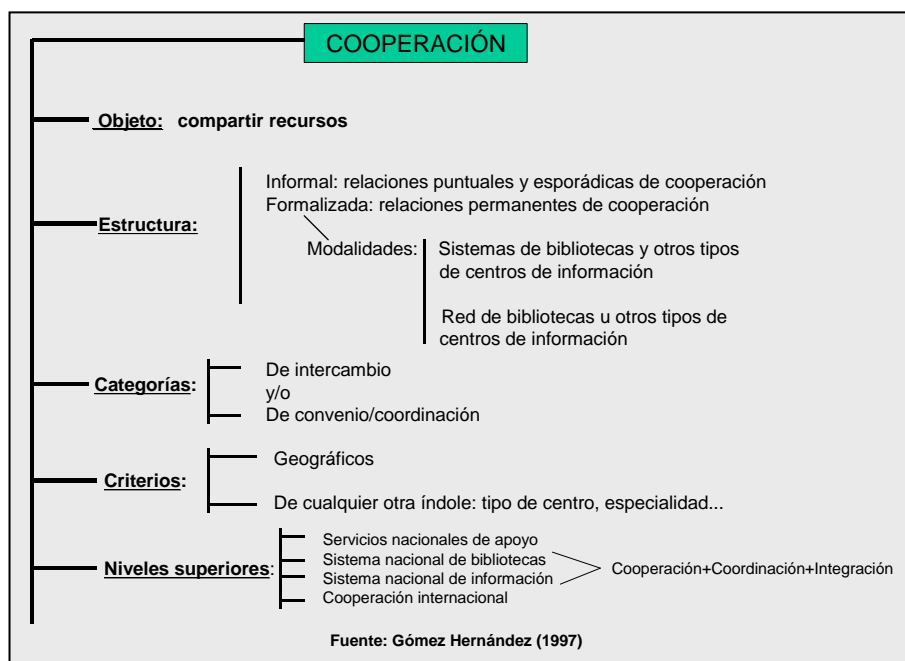 COOPERACIÓN
Objeto: compartir recursos
Informal: relaciones puntuales y esporádicas de cooperación
Formalizada: relaciones permanentes de cooperación
Estructura:
Modalidades:
Sistemas de bibliotecas y otros tipos
de centros de información
Red de bibliotecas u otros tipos de
centros de información
De intercambio
Categorías:
y/o
De convenio/coordinación
Geográficos
Criterios:
De cualquier otra índole: tipo de centro, especialidad...
Servicios nacionales de apoyo
Sistema nacional de bibliotecas
Niveles superiores:
Cooperación+Coordinación+Integración
Sistema nacional de información
Cooperación internacional
Fuente: Gómez Hernández (1997)